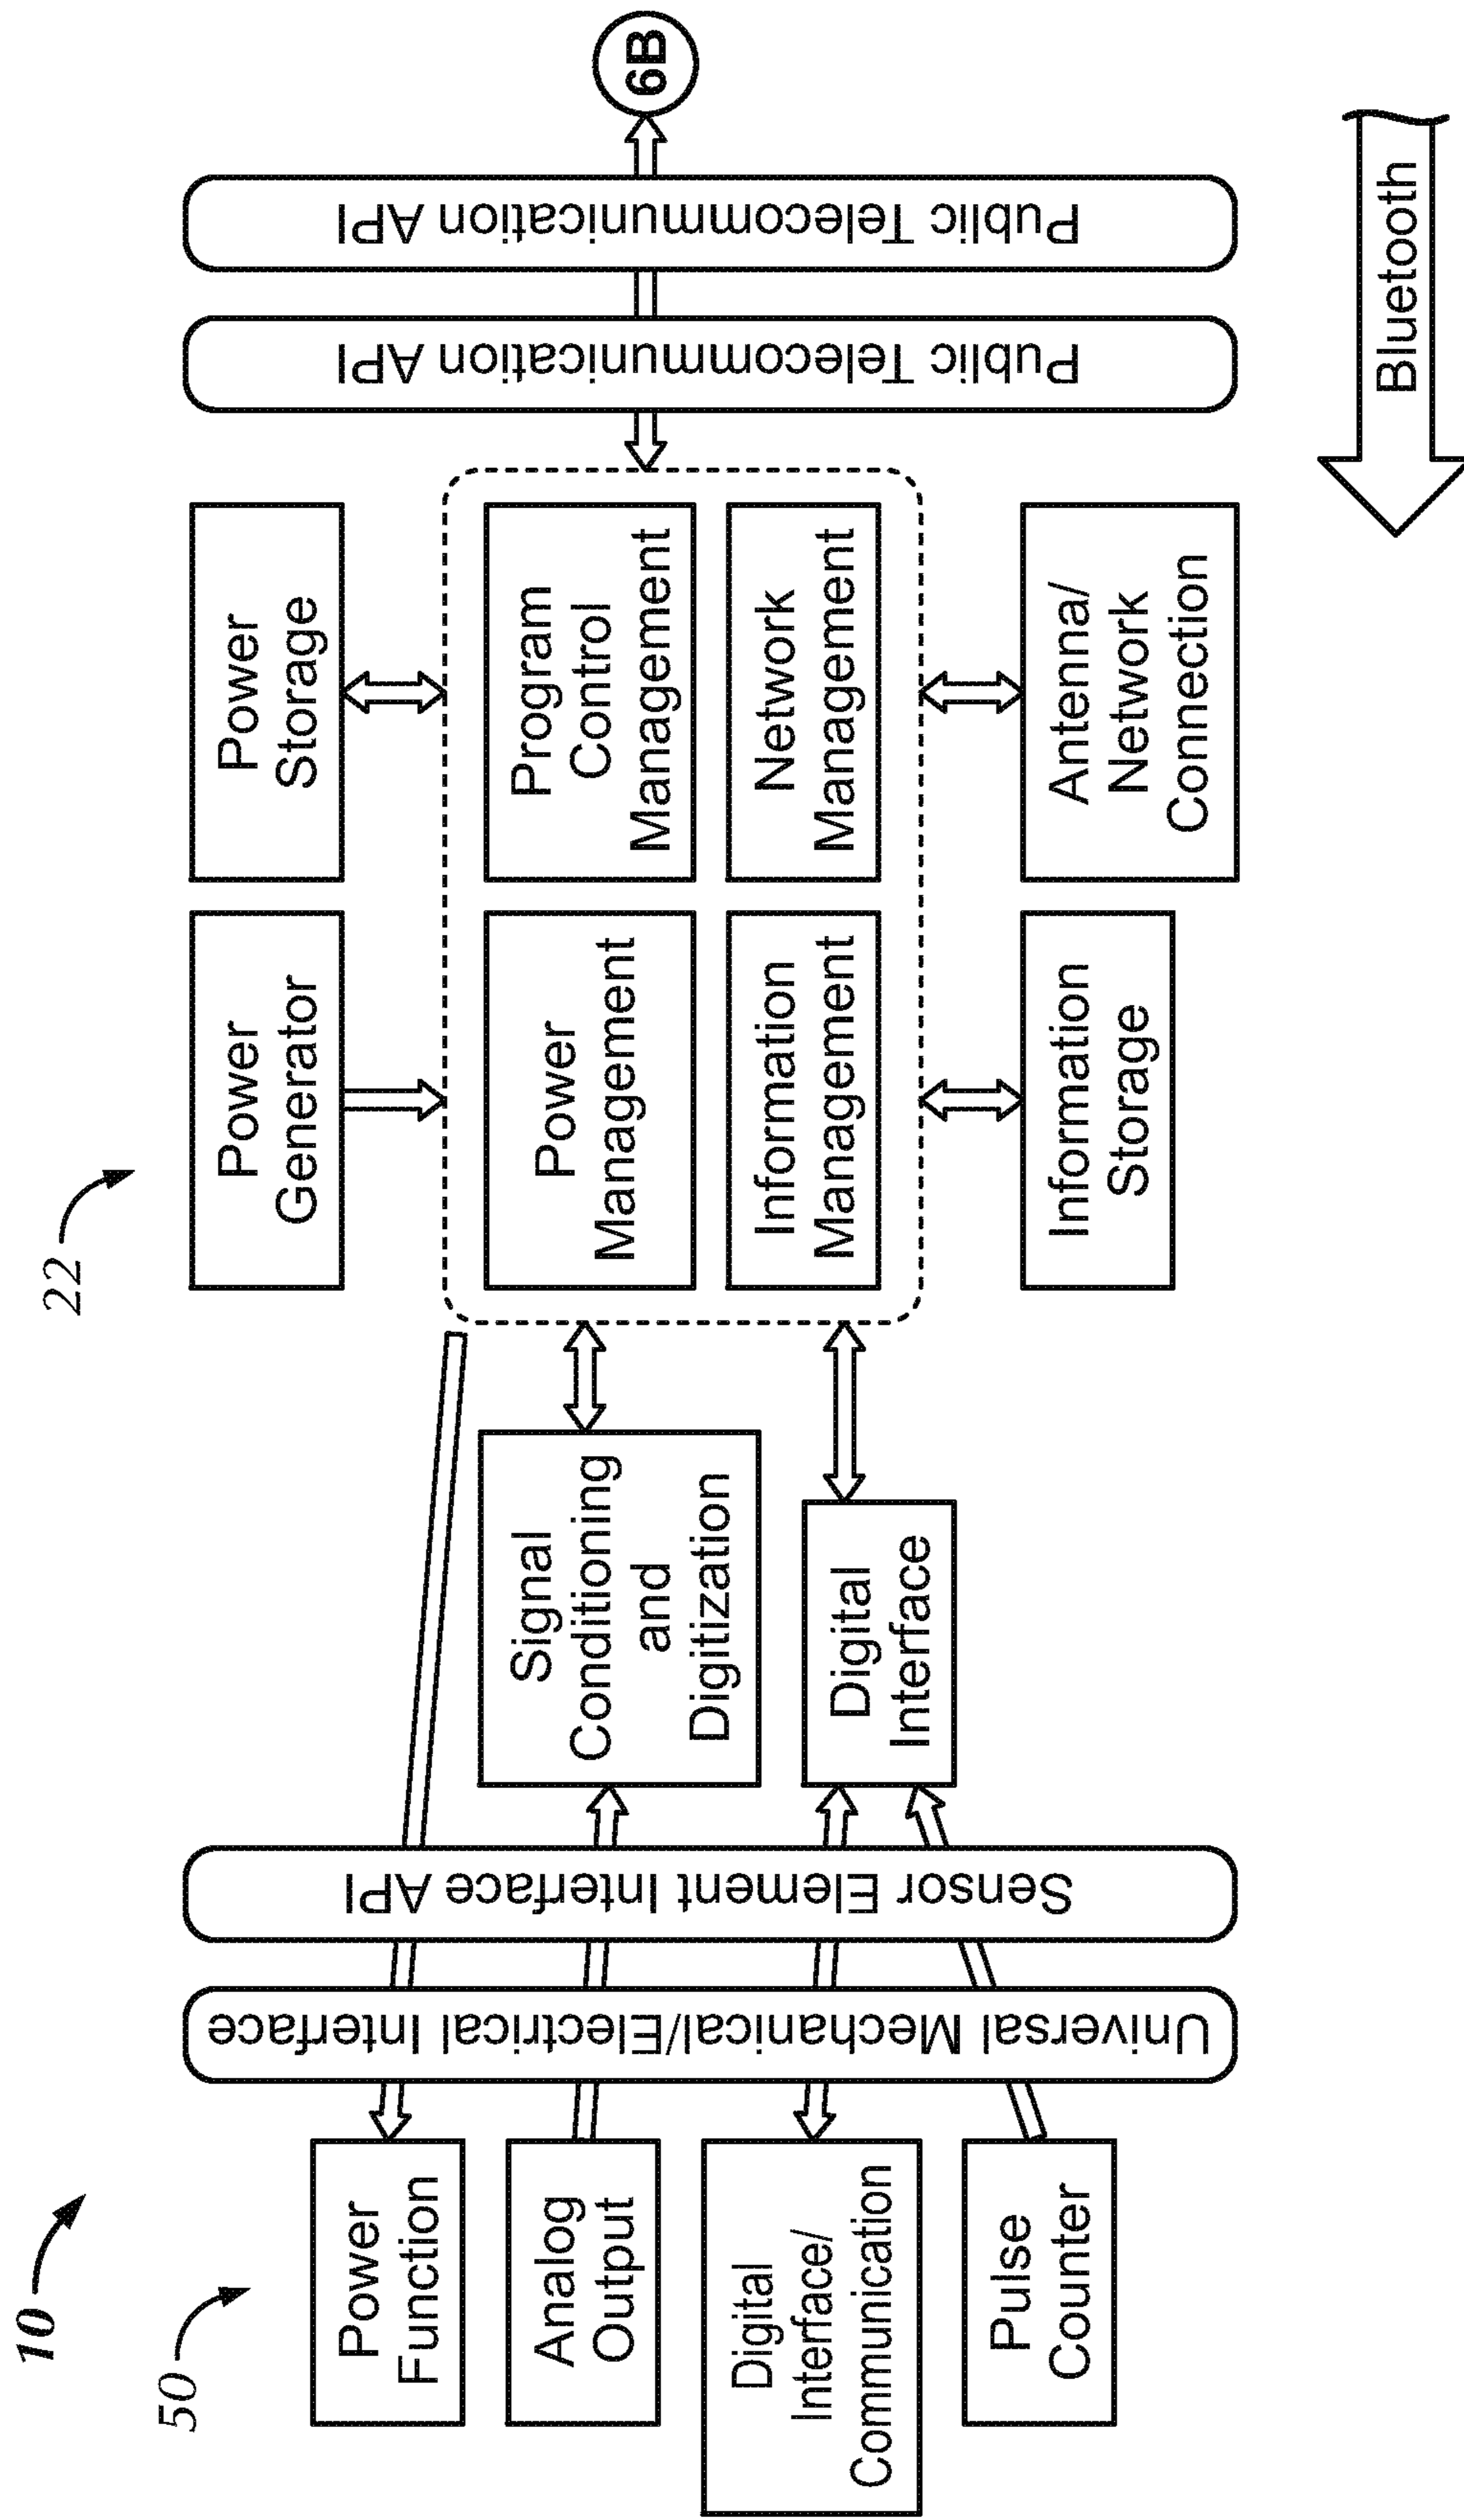 10
50
22
Power
Function
Analog
Output
Digital
Interface/
Communication
Pulse
Counter
Universal Mechanical/Electrical Interface
Sensor Element Interface API
Signal
Conditioning
and
Digitization
Digital
Interface
Power
Generator
Power
Storage
Power
Management
Program
Control
Management
Information
Management
Network
Management
Information
Storage
Antenna/
Network
Connection
Public Telecommunication API
Public Telecommunication API
6B
Bluetooth